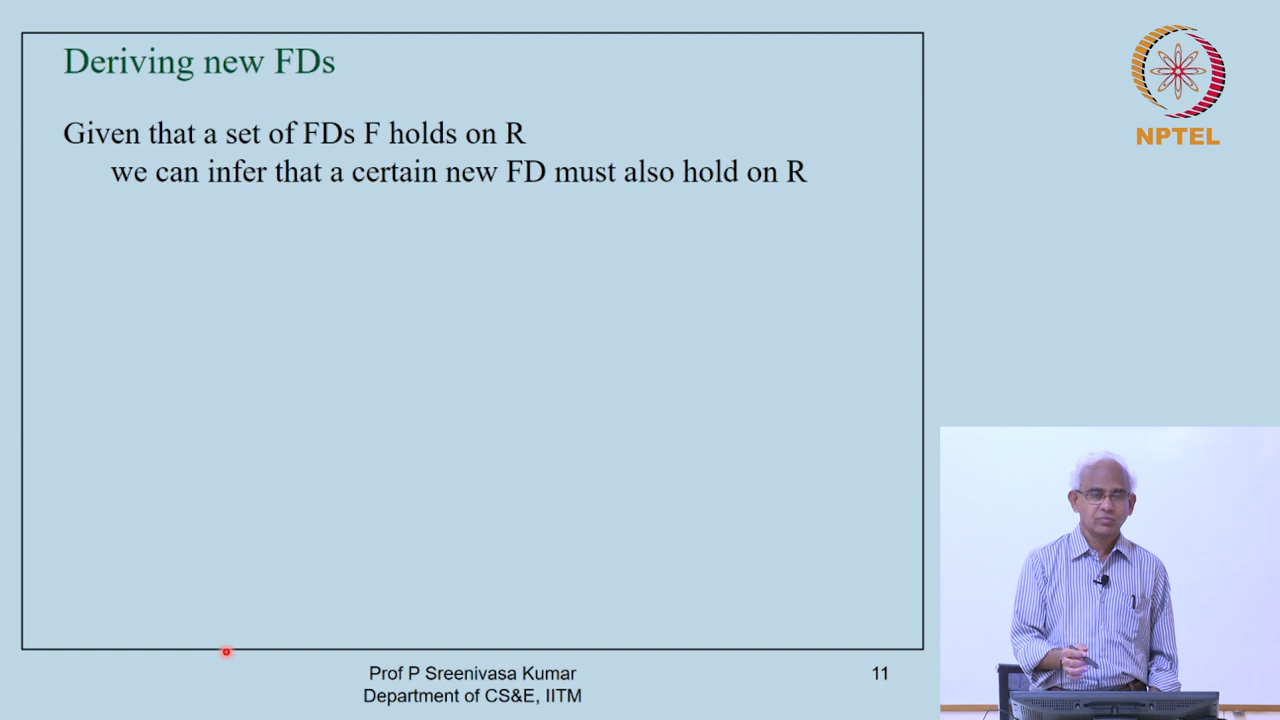 Deriving new FDs
Given that a set of FDs F holds on R
we can infer that a certain new FD must also hold on R
NPTEL
Prof P Sreenivasa Kumar
Department of CS&E, IITM
11